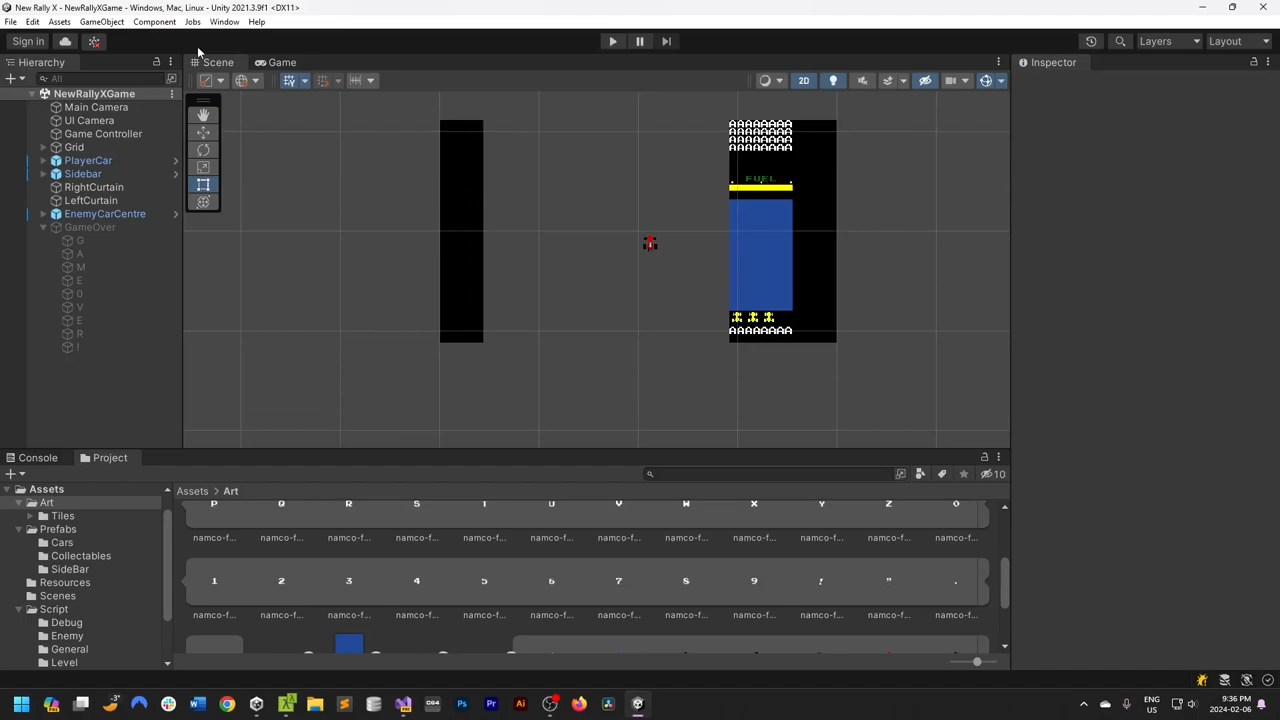 New Rally X - NewRallyXGame - Windows, Mac, Linux - Unity 2021.3.9f1 <DX11>
File Edit Assets GameObject Component Jobs Window Help
Sign in Layers Layout
Hierarchy Scene Game Inspector
All 2D
NewRallyXGame
Main Camera
UI Camera
Game Controller
Grid
PlayerCar
Sidebar
RightCurtain
LeftCurtain
EnemyCarCentre
GameOver
G
A
M
E
O
V
E
R
!
FUEL
Console Project
10
Assets
Art
Tiles
Prefabs
Cars
Collectables
SideBar
Resources
Scenes
Script
Debug
Enemy
General
Level
Assets > Art
P Q R S T U V W X Y Z 0
namco-f... namco-f... namco-f... namco-f... namco-f... namco-f... namco-f... namco-f... namco-f... namco-f... namco-f... namco-f...
1 2 3 4 5 6 7 8 9 ! " .
namco-f... namco-f... namco-f... namco-f... namco-f... namco-f... namco-f... namco-f... namco-f... namco-f... namco-f... namco-f...
ENG
US
9:36 PM
2024-02-06